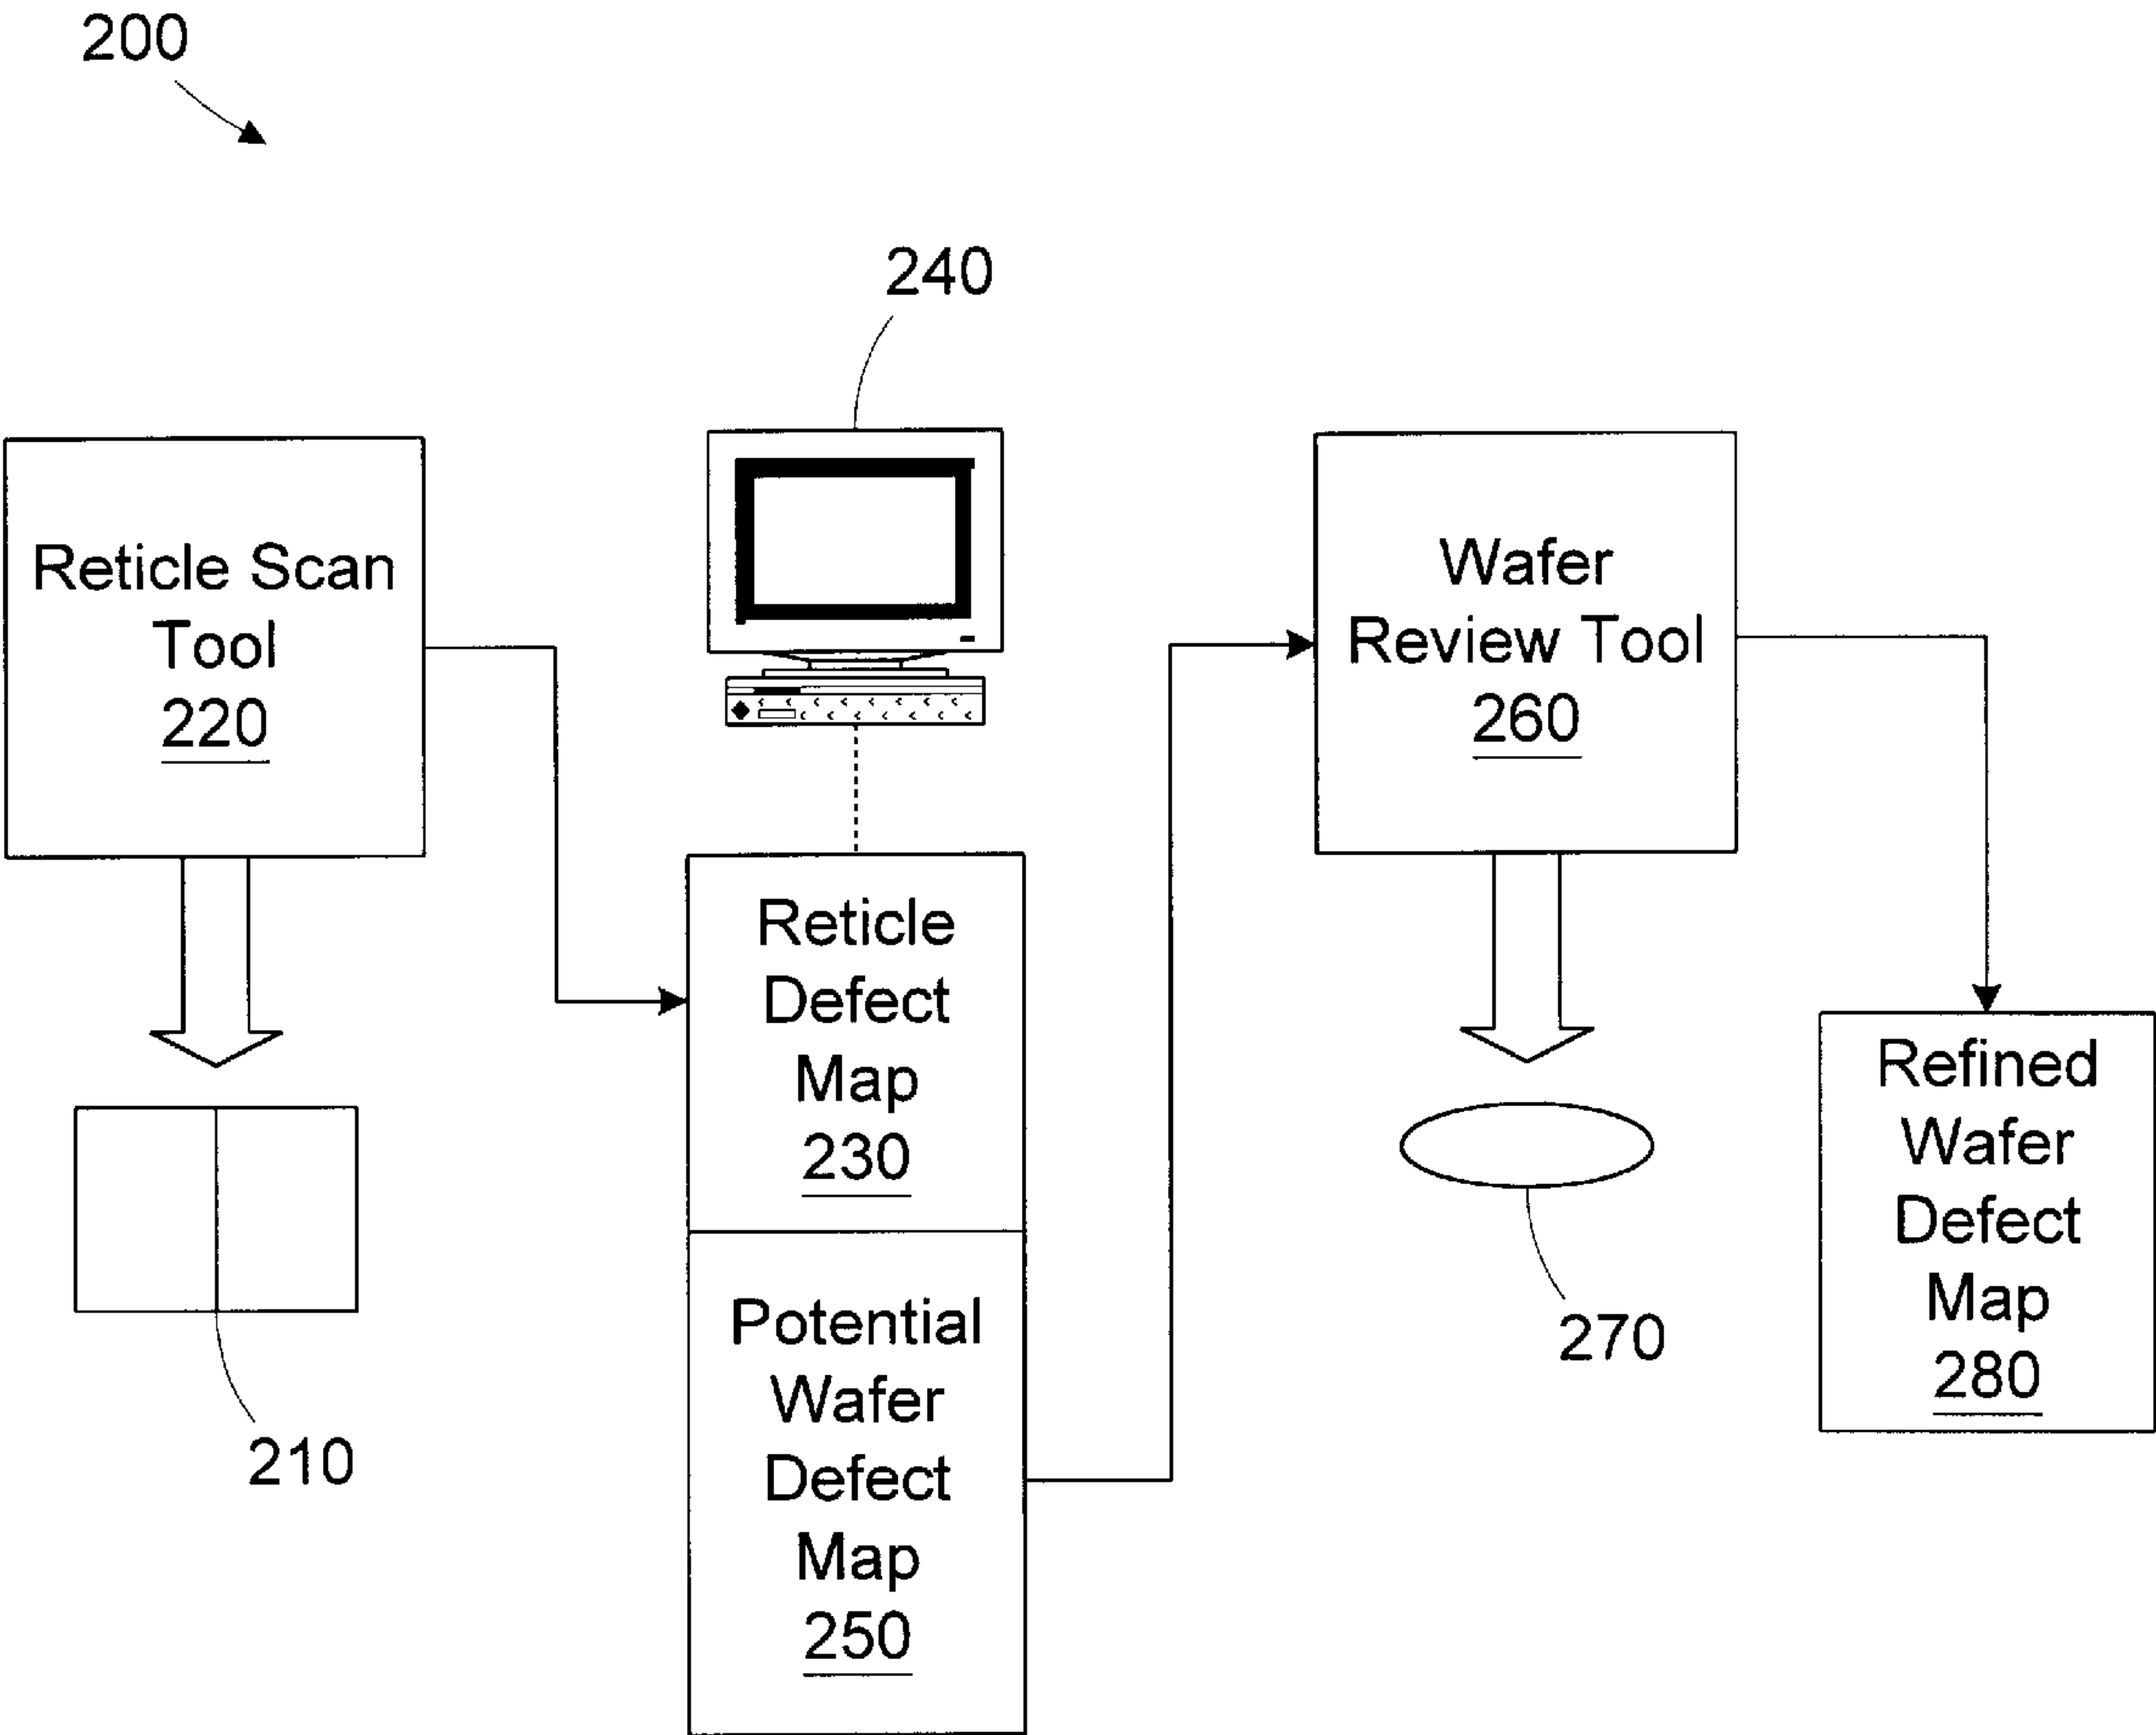 200
240
Reticle Scan
Tool
220
Wafer
Review Tool
260
Reticle
Defect
Map
230
Potential
Wafer
Defect
Map
250
210
270
Refined
Wafer
Defect
Map
280